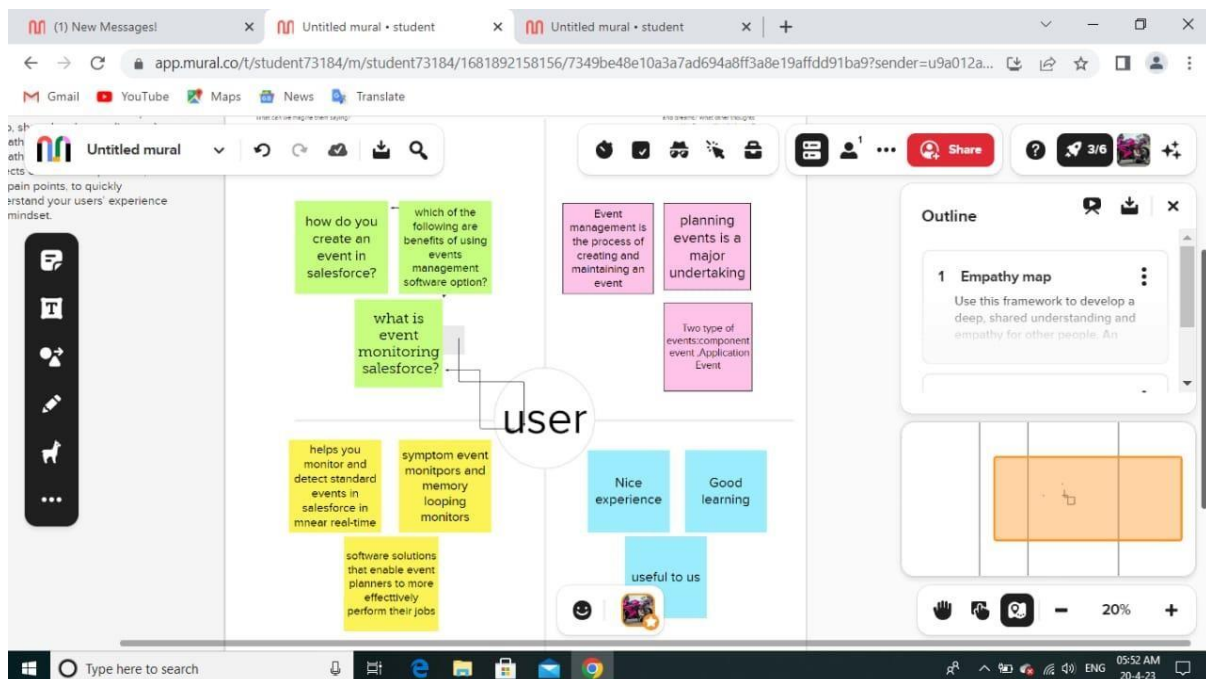 (1) New Messages!
Untitled mural • student
Untitled mural • student
app.mural.co/t/student73184/m/student73184/1681892158156/7349be48e10a3a7ad694a8ff3a8e19affdd91ba9?sender=u9a012a...
Gmail
YouTube
Maps
News
Translate
pain points, to quickly
erstand your users' experience
mindset.
Untitled mural
1
Share
3/6
how do you
create an
event in
salesforce?
which of the
following are
benefits of using
events
management
software option?
what is
event
monitoring
salesforce?
Event
management is
the process of
creating and
maintaining an
event
planning
events is a
major
undertaking
Two type of
events:component
event ,Application
Event
user
helps you
monitor and
detect standard
events in
salesforce in
mnear real-time
symptom event
monitpors and
memory
looping
monitors
software solutions
that enable event
planners to more
effecttively
perform their jobs
Nice
experience
Good
learning
useful to us
Outline
1 Empathy map
Use this framework to develop a
deep, shared understanding and
empathy for other people. An
20%
Type here to search
ENG
05:52 AM
20-4-23